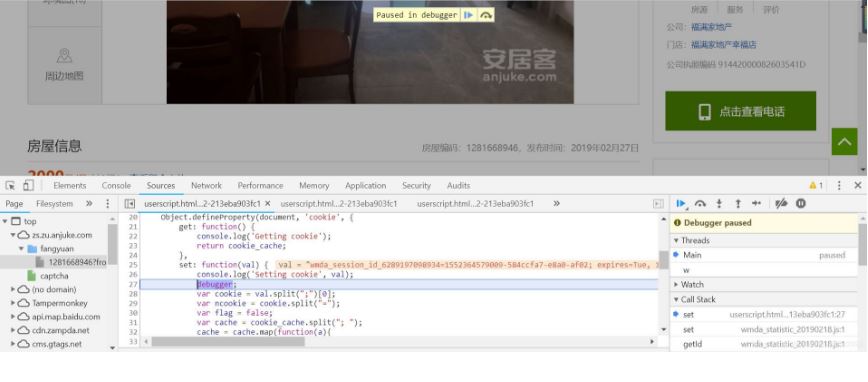 Paused in debugger
房源 服务 评价
公司: 福满家地产
门店: 福满家地产幸福店
公司执照编码 91442000082603541D
周边地图
安居客
anjuke.com
点击查看电话
房屋信息
房屋编码: 1281668946, 发布时间: 2019年02月27日
Elements Console Sources Network Performance Memory Application Security Audits 1
Page Filesystem »
userscript.html...2-213eba903fc1 × userscript.html...2-213eba903fc1 userscript.html...2-213eba903fc1 »
top
zs.zu.anjuke.com
fangyuan
1281668946?fro
captcha
(no domain)
Tampermonkey
api.map.baidu.com
cdn.zampda.net
cms.gtags.net
20 Object.defineProperty(document, 'cookie', {
21 get: function() {
22 console.log('Getting cookie');
23 return cookie_cache;
24 },
25 set: function(val) { val = "wmda_session_id_6289197098934=1552364579009-584ccfa7-e8a0-af02; expires=Tue, 1
26 console.log('Setting cookie', val);
27 debugger;
28 var cookie = val.split(";")[0];
29 var ncookie = cookie.split("=");
30 var flag = false;
31 var cache = cookie_cache.split("; ");
32 cache = cache.map(function(a){
33
Debugger paused
Threads
Main paused
w
Watch
Call Stack
set userscript.html...13eba903fc1:27
set wmda_statistic_20190218.js:1
getId wmda_statistic_20190218.js:1